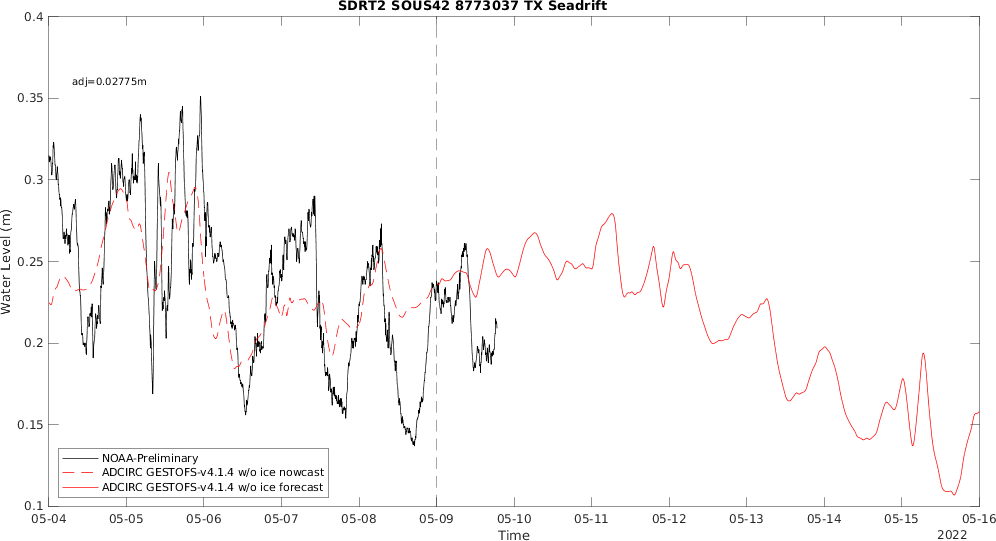 SDRT2 SOUS42 8773037 TX Seadrift
adj=0.02775m
Water Level (m)
0.4
0.35
0.3
0.25
0.2
0.15
0.1
NOAA-Preliminary
ADCIRC GESTOFS-v4.1.4 w/o ice nowcast
ADCIRC GESTOFS-v4.1.4 w/o ice forecast
05-04 05-05 05-06 05-07 05-08 05-09 05-10 05-11 05-12 05-13 05-14 05-15 05-16
Time
2022